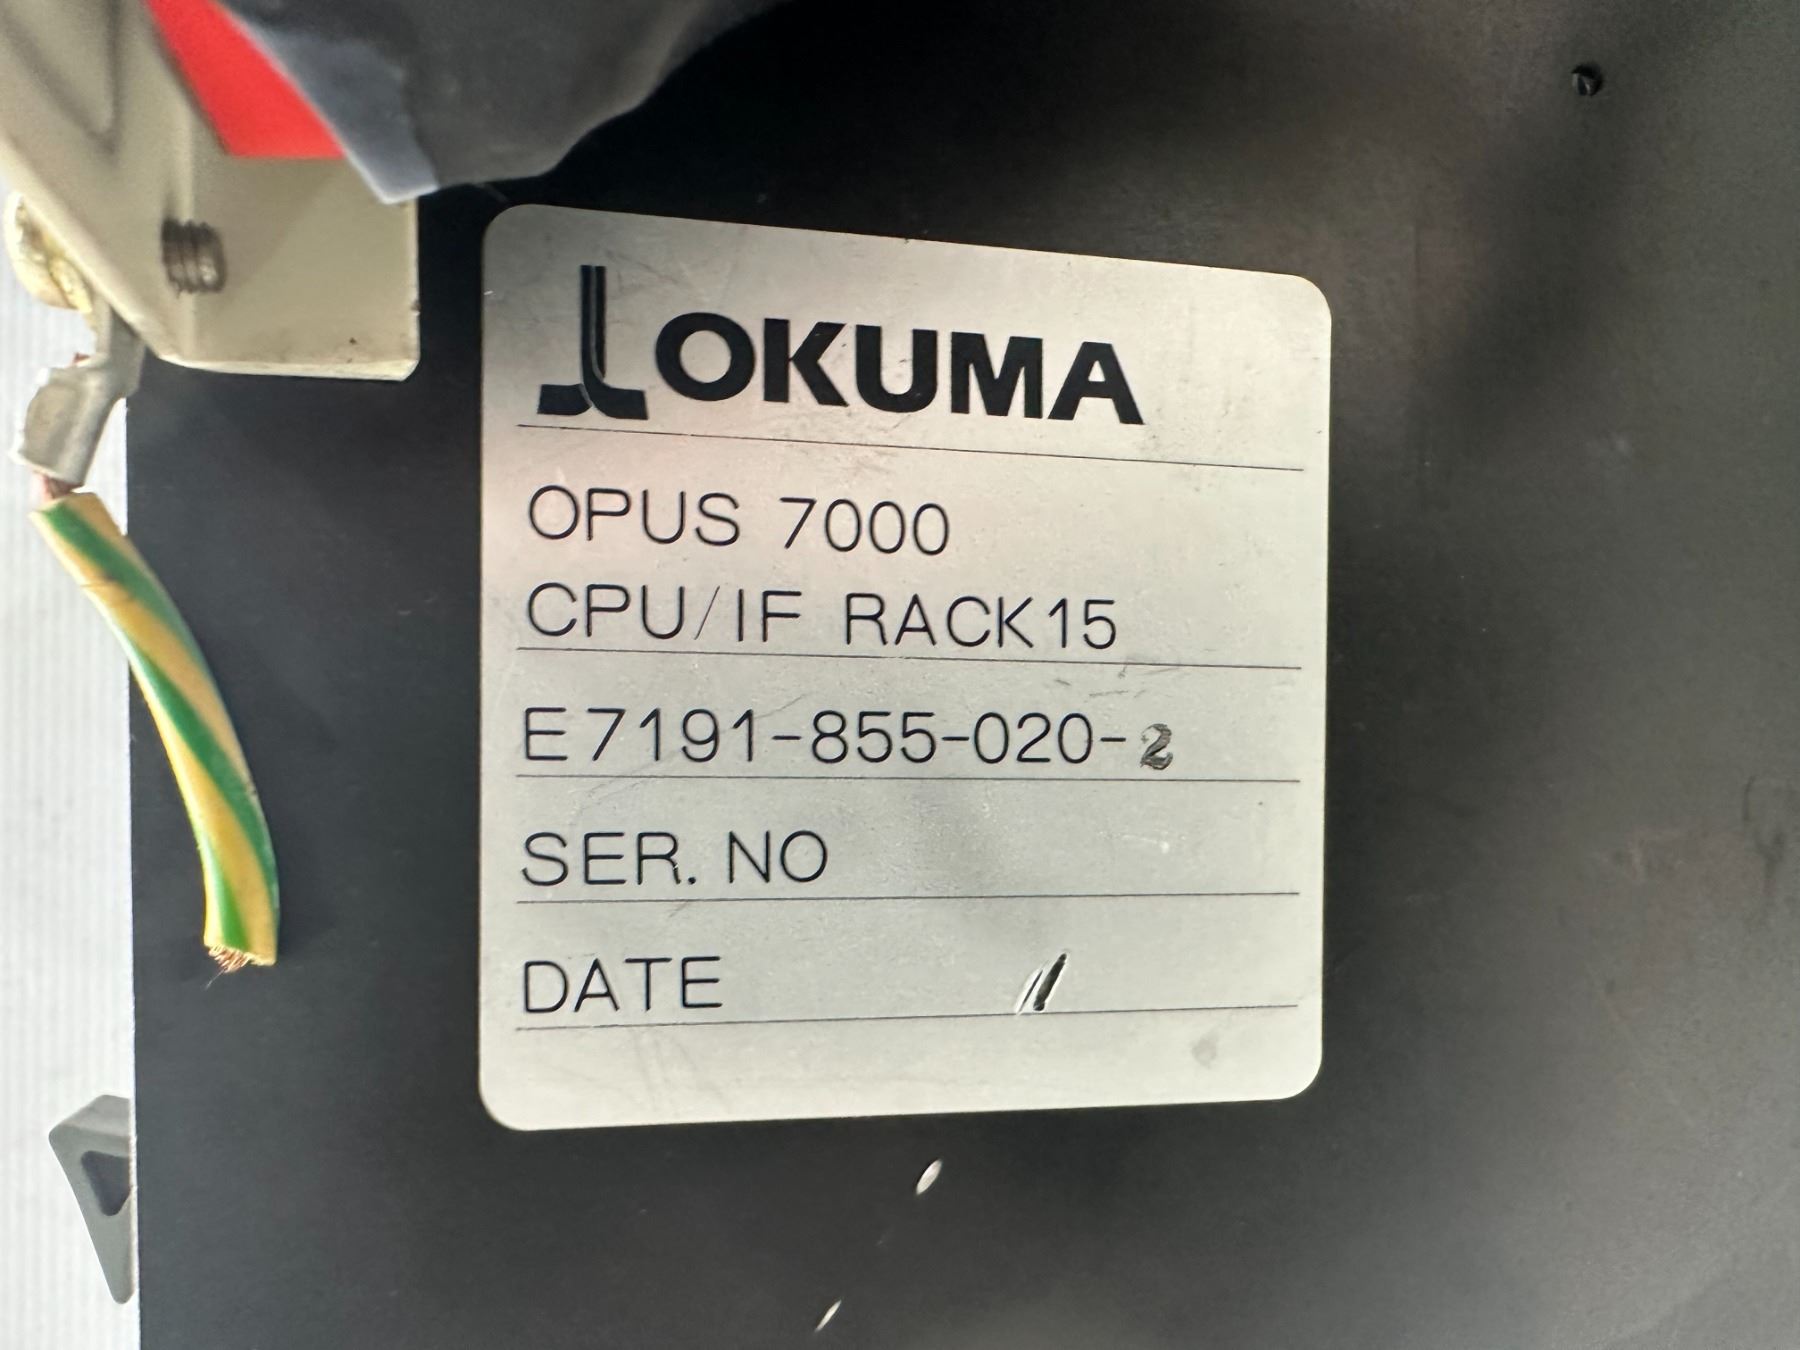 OKUMA
OPUS 7000
CPU/IF RACK15
E7191-855-020-2
SER. NO
DATE